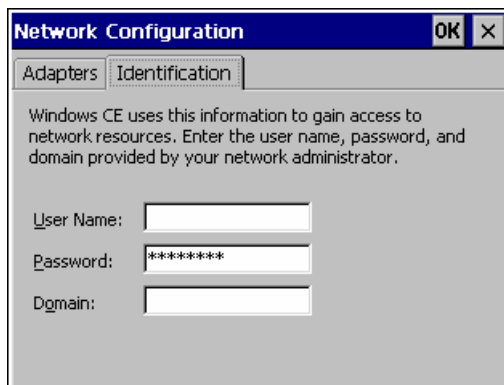 Network Configuration OK ×
Adapters Identification
Windows CE uses this information to gain access to
network resources. Enter the user name, password, and
domain provided by your network administrator.
User Name:
Password: ********
Domain: